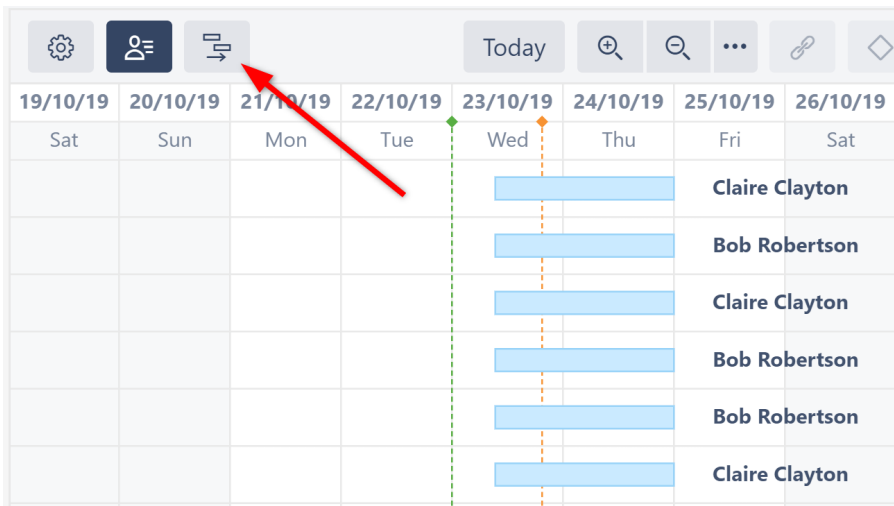 Today
19/10/19 20/10/19 21/10/19 22/10/19 23/10/19 24/10/19 25/10/19 26/10/19
Sat Sun Mon Tue Wed Thu Fri Sat
Claire Clayton
Bob Robertson
Claire Clayton
Bob Robertson
Bob Robertson
Claire Clayton